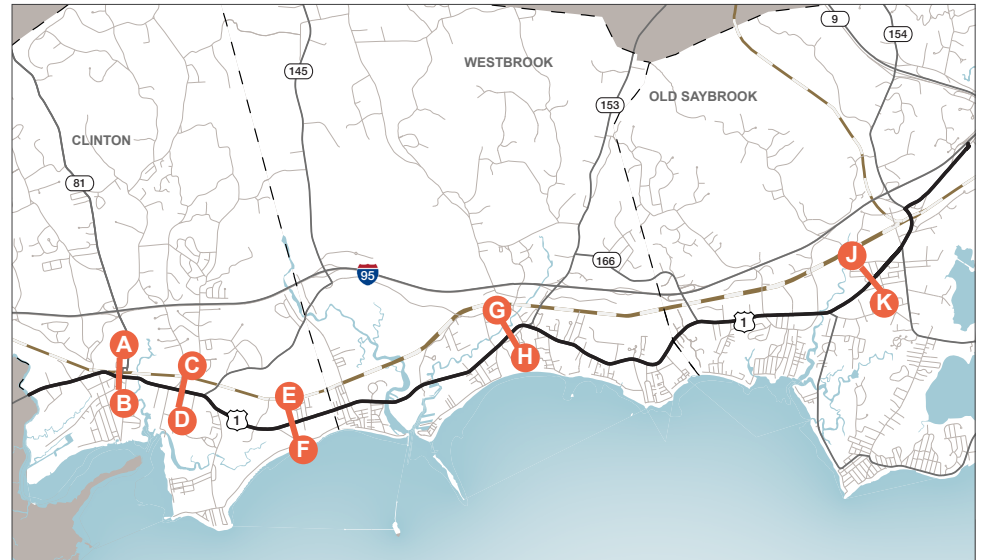 9
154
WESTBROOK
145
OLD SAYBROOK
153
CLINTON
81
J
166
95
K
G
1
A
H
C
E
B
D
1
F